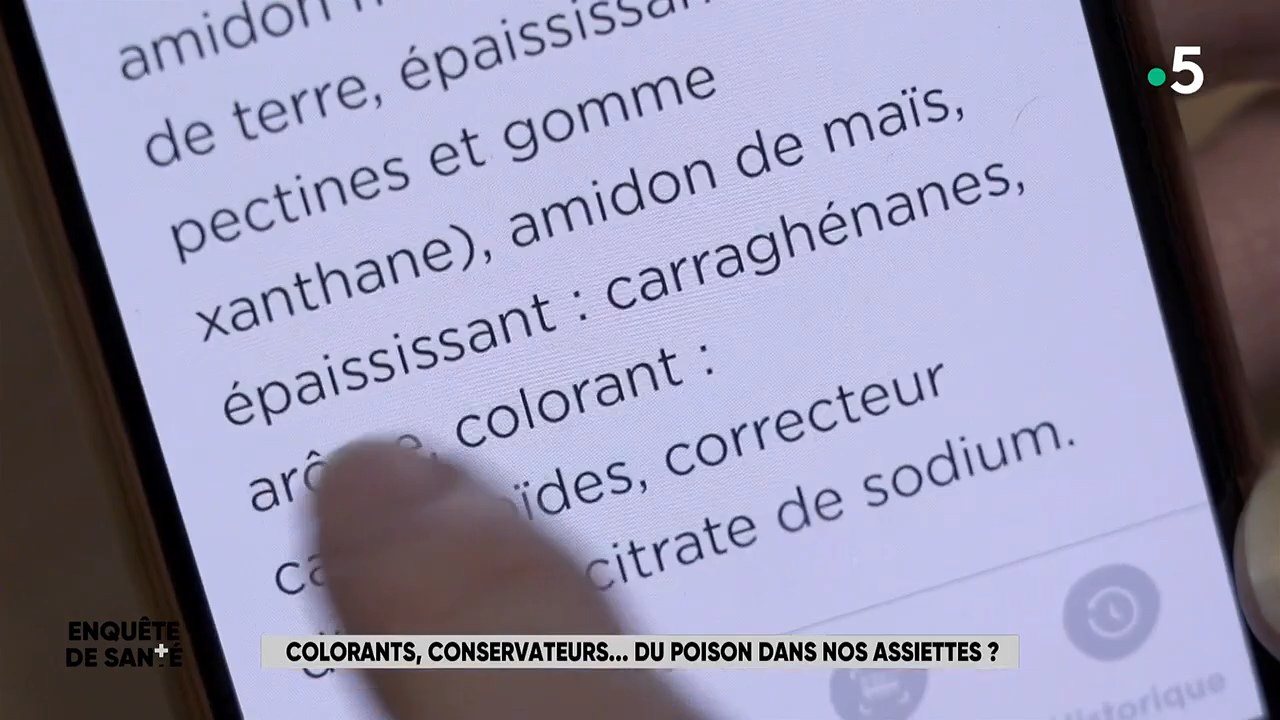 amidon
de terre, épaississan
pectines et gomme
xanthane), amidon de maïs,
épaississant : carraghénanes,
colorant :
correcteur
citrate de sodium.
Historique
•5
ENQUÊTE
DE SANTÉ
COLORANTS, CONSERVATEURS... DU POISON DANS NOS ASSIETTES ?